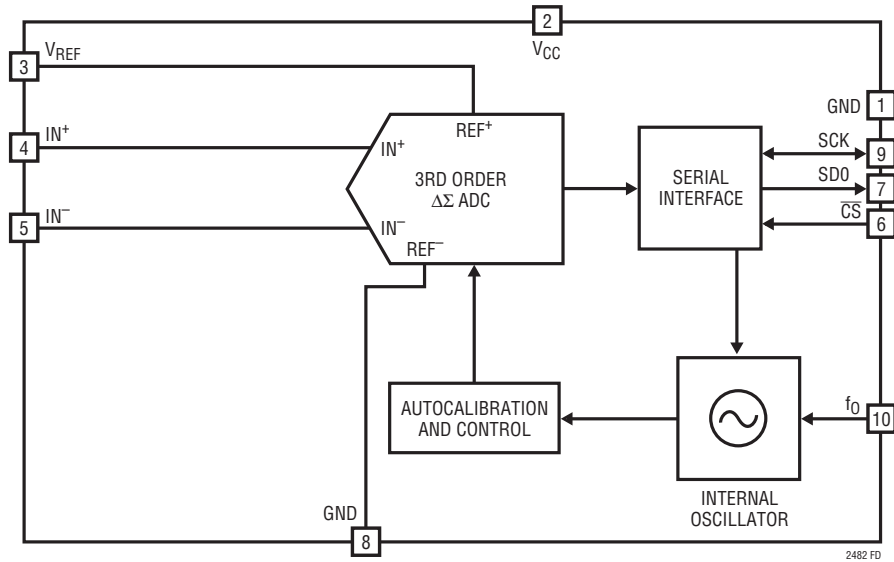 2
VCC
3
VREF
GND
1
4
IN+
REF+
IN+
3RD ORDER
ΔΣ ADC
IN−
REF−
5
IN−
SERIAL
INTERFACE
SCK
9
SD0
7
CS
6
AUTOCALIBRATION
AND CONTROL
fO
10
INTERNAL
OSCILLATOR
GND
8
2482 FD